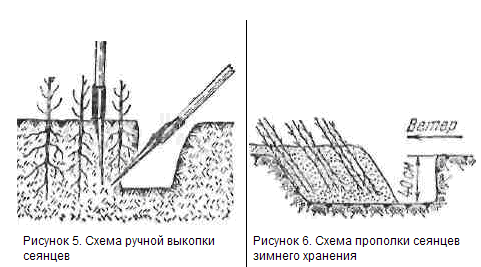 Ветер
40см
Рисунок 5. Схема ручной выкопки
сеянцев
Рисунок 6. Схема прополки сеянцев
зимнего хранения